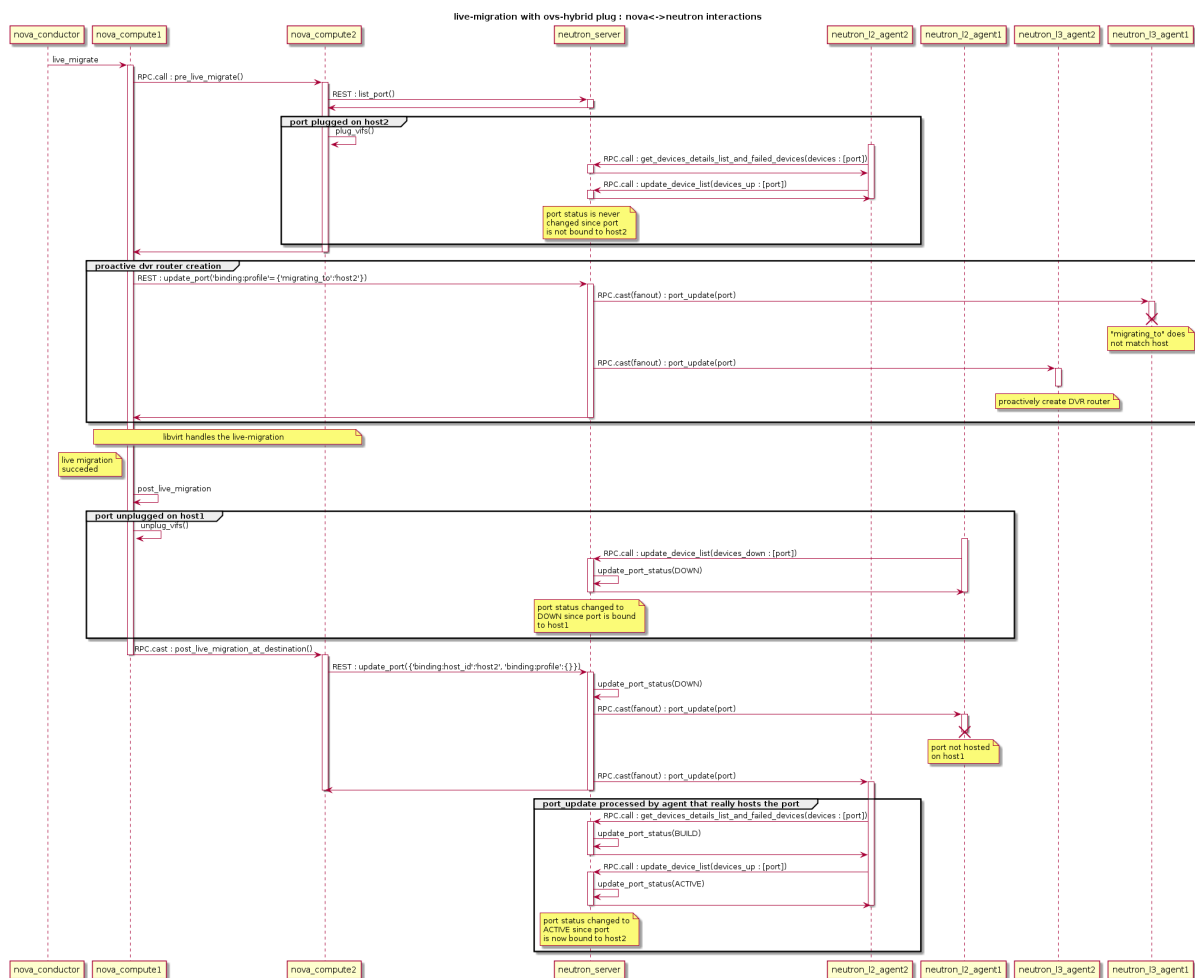 live-migration with ovs-hybrid plug : nova<->neutron interactions
nova_conductor
nova_compute1
nova_compute2
neutron_server
neutron_l2_agent2
neutron_l2_agent1
neutron_l3_agent2
neutron_l3_agent1
live_migrate
RPC.call : pre_live_migrate()
REST : list_port()
port plugged on host2
plug_vifs()
RPC.call : get_devices_details_list_and_failed_devices(devices : [port])
RPC.call : update_device_list(devices_up : [port])
port status is never
changed since port
is not bound to host2
proactive dvr router creation
REST : update_port('binding:profile'= {'migrating_to':'host2'})
RPC.cast(fanout) : port_update(port)
"migrating_to" does
not match host
RPC.cast(fanout) : port_update(port)
proactively create DVR router
libvirt handles the live-migration
live migration
succeded
post_live_migration
port unplugged on host1
unplug_vifs()
RPC.call : update_device_list(devices_down : [port])
update_port_status(DOWN)
port status changed to
DOWN since port is bound
to host1
RPC.cast : post_live_migration_at_destination()
REST : update_port({'binding:host_id':'host2', 'binding:profile':{}})
update_port_status(DOWN)
RPC.cast(fanout) : port_update(port)
port not hosted
on host1
RPC.cast(fanout) : port_update(port)
port_update processed by agent that really hosts the port
RPC.call : get_devices_details_list_and_failed_devices(devices : [port])
update_port_status(BUILD)
RPC.call : update_device_list(devices_up : [port])
update_port_status(ACTIVE)
port status changed to
ACTIVE since port
is now bound to host2
nova_conductor
nova_compute1
nova_compute2
neutron_server
neutron_l2_agent2
neutron_l2_agent1
neutron_l3_agent2
neutron_l3_agent1